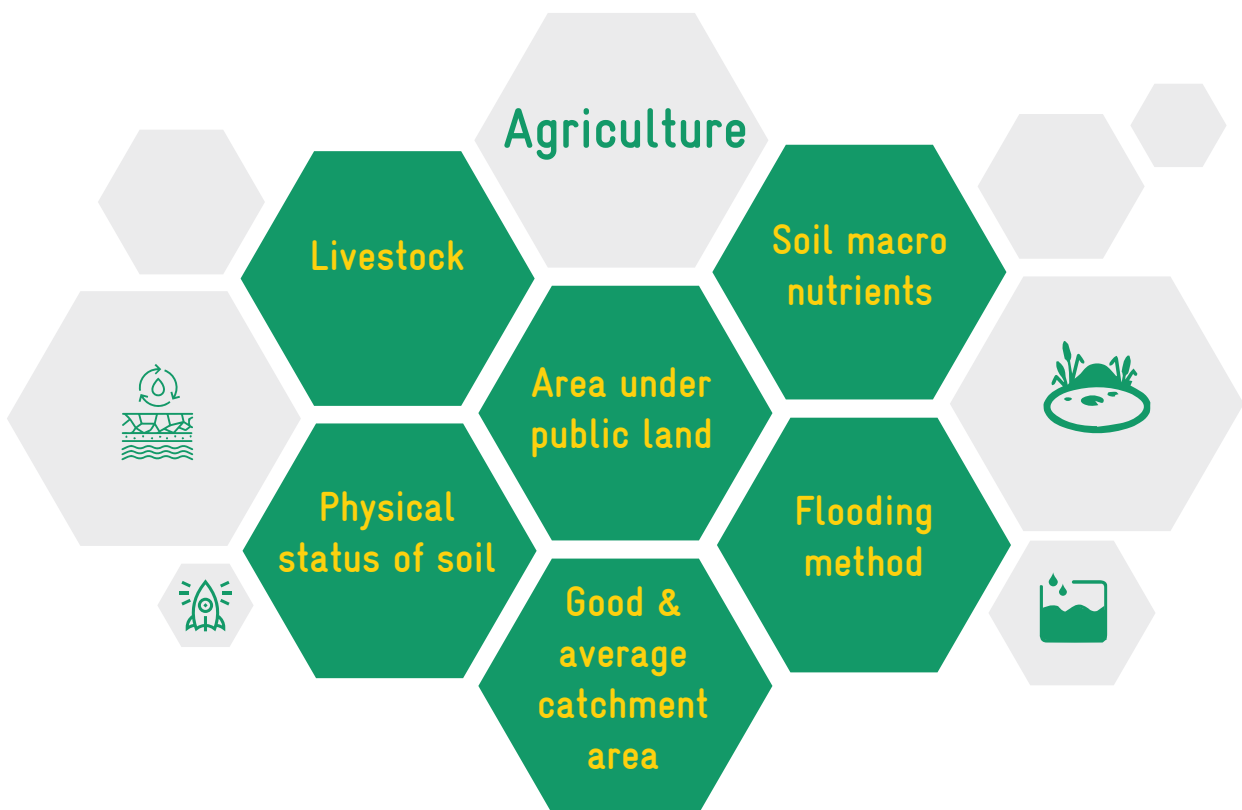 Agriculture
Livestock
Soil macro
nutrients
Area under
public land
Physical
status of soil
Flooding
method
Good &
average
catchment
area